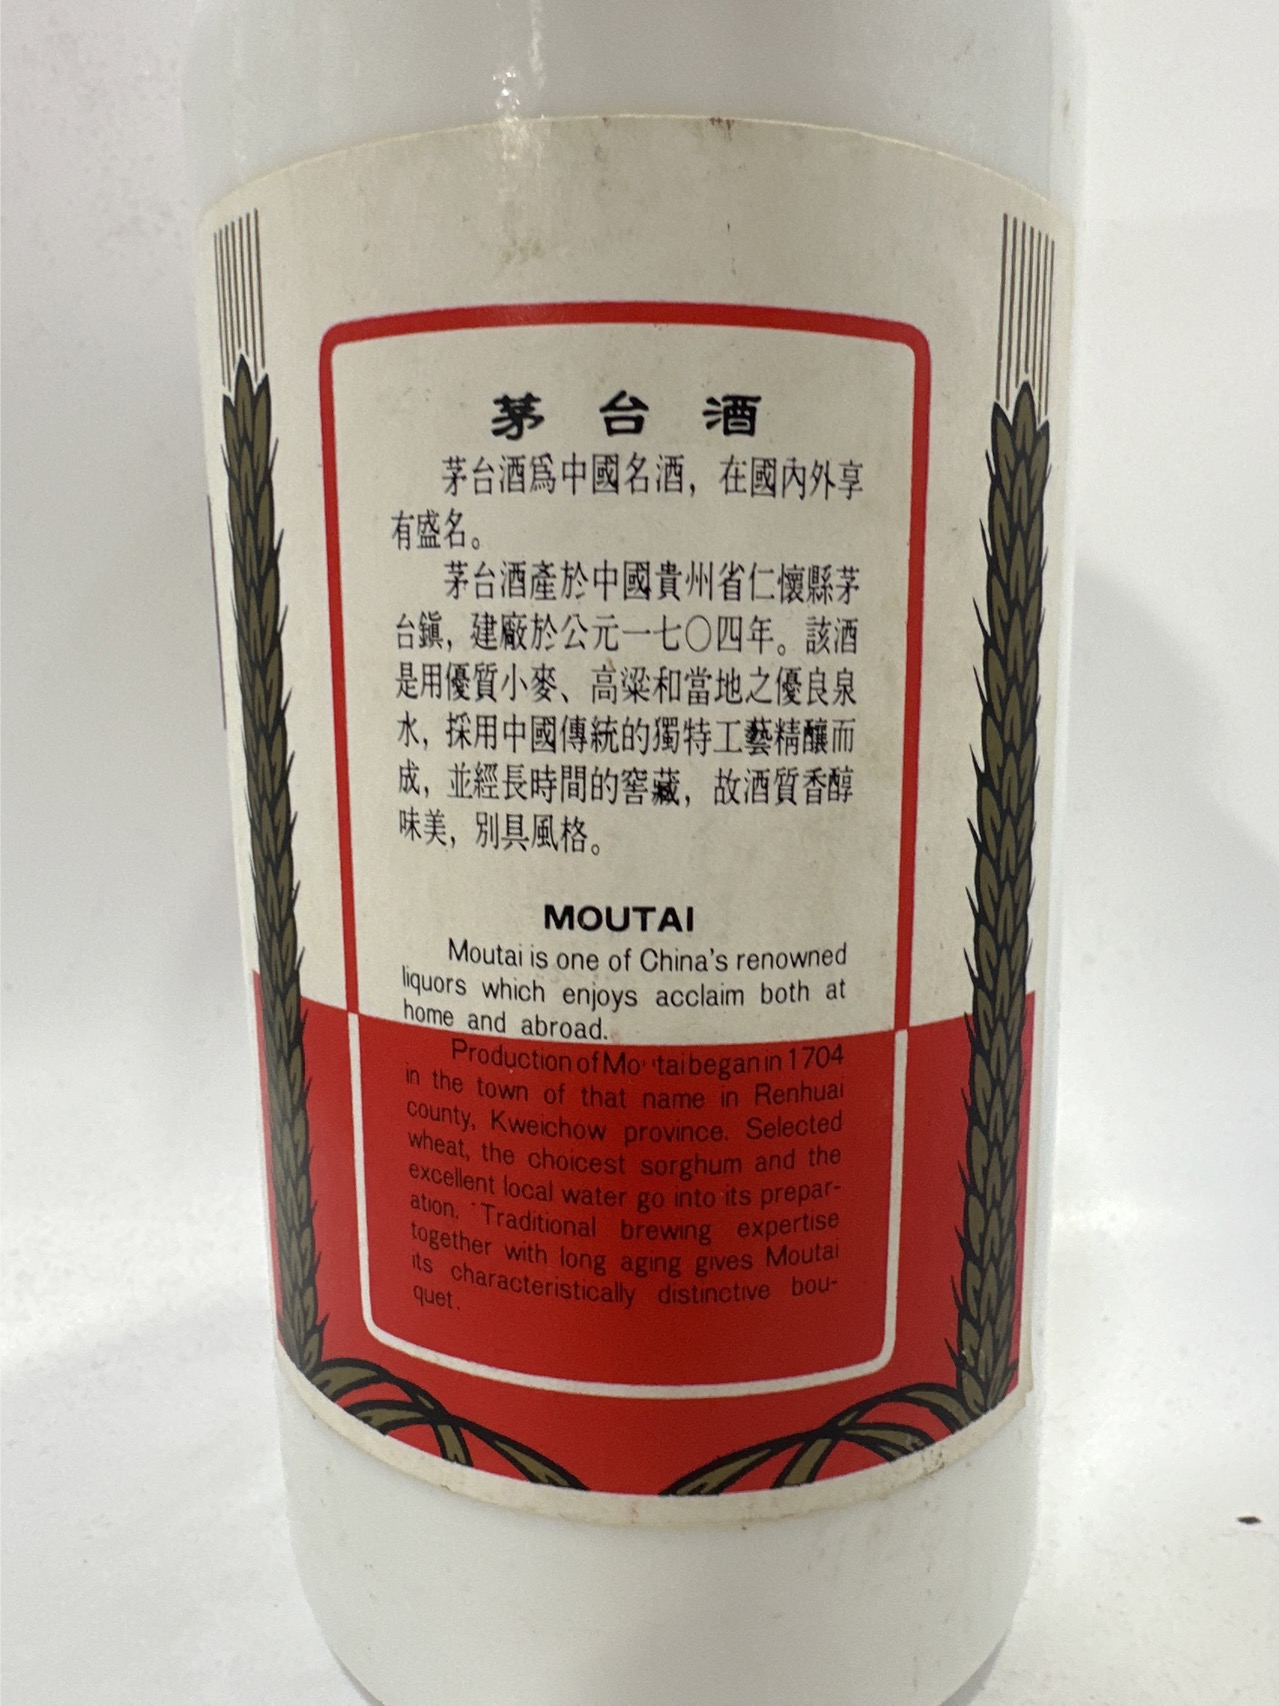 茅台酒
茅台酒爲中國名酒，在國內外享
有盛名。
茅台酒產於中國貴州省仁懷縣茅
台鎭，建廠於公元一七〇四年。該酒
是用優質小麥、高粱和當地之優良泉
水，採用中國傳統的獨特工藝精釀而
成，並經長時間的窖藏，故酒質香醇
味美，別具風格。
MOUTAI
Moutai is one of China's renowned
liquors which enjoys acclaim both at
home and abroad.
Production of Moutai began in 1704
in the town of that name in Renhuai
county, Kweichow province. Selected
wheat, the choicest sorghum and the
excellent local water go into its prepar-
ation. Traditional brewing expertise
together with long aging gives Moutai
its characteristically distinctive bou-
quet.